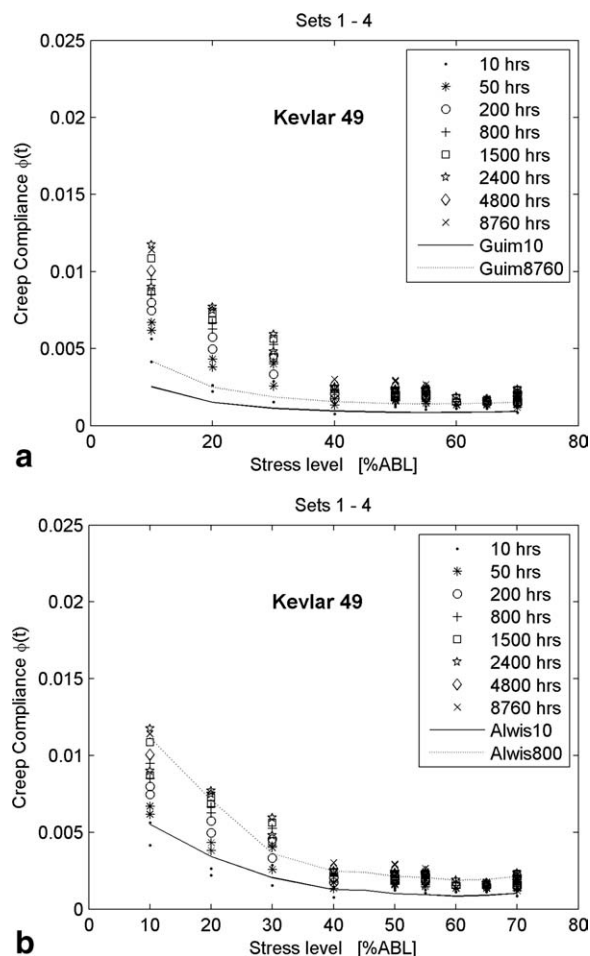 Sets 1 - 4
0.025
0.02
0.015
0.01
0.005
0
Creep Compliance ϕ(t)
Kevlar 49
10 hrs
50 hrs
200 hrs
800 hrs
1500 hrs
2400 hrs
4800 hrs
8760 hrs
Guim10
Guim8760
0 10 20 30 40 50 60 70 80
Stress level [%ABL]
a
Sets 1 - 4
0.025
0.02
0.015
0.01
0.005
0
Creep Compliance ϕ(t)
Kevlar 49
10 hrs
50 hrs
200 hrs
800 hrs
1500 hrs
2400 hrs
4800 hrs
8760 hrs
Alwis10
Alwis800
0 10 20 30 40 50 60 70 80
Stress level [%ABL]
b